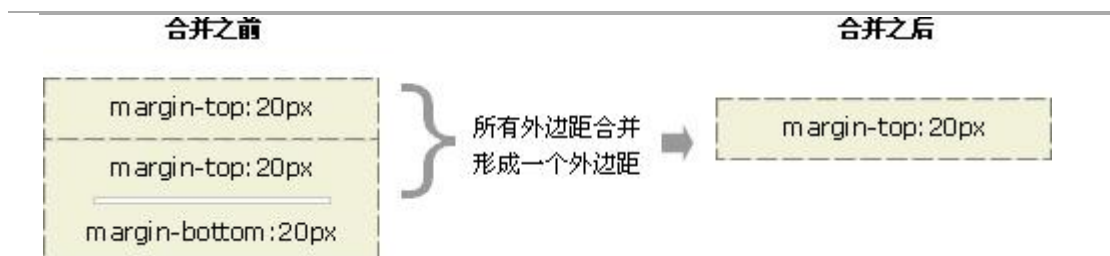 合并之前
合并之后
margin-top:20px
margin-top:20px
margin-bottom:20px
所有外边距合并
形成一个外边距
margin-top:20px